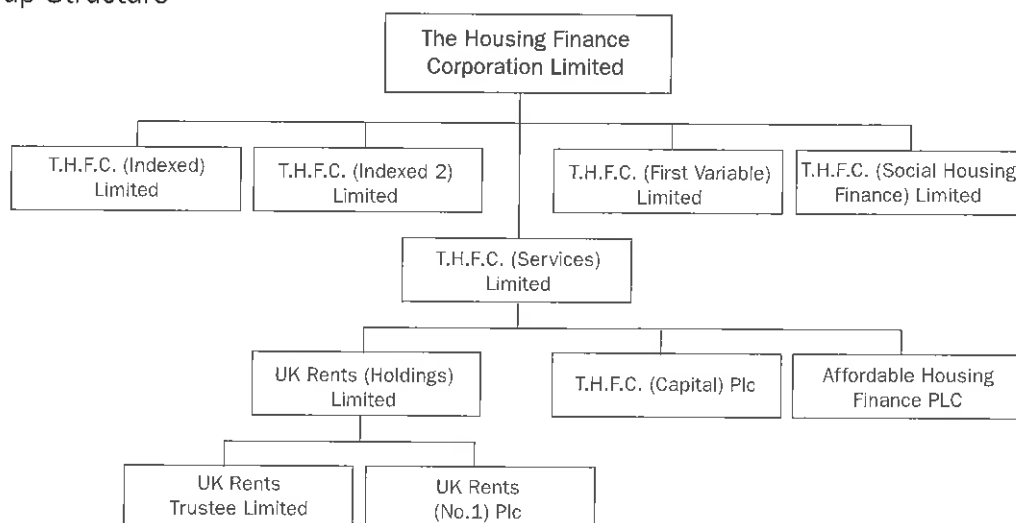 up Structure
The Housing Finance
Corporation Limited
T.H.F.C. (Indexed)
Limited
T.H.F.C. (Indexed 2)
Limited
T.H.F.C. (First Variable)
Limited
T.H.F.C. (Social Housing
Finance) Limited
T.H.F.C. (Services)
Limited
UK Rents (Holdings)
Limited
T.H.F.C. (Capital) Plc
Affordable Housing
Finance PLC
UK Rents
Trustee Limited
UK Rents
(No.1) Plc